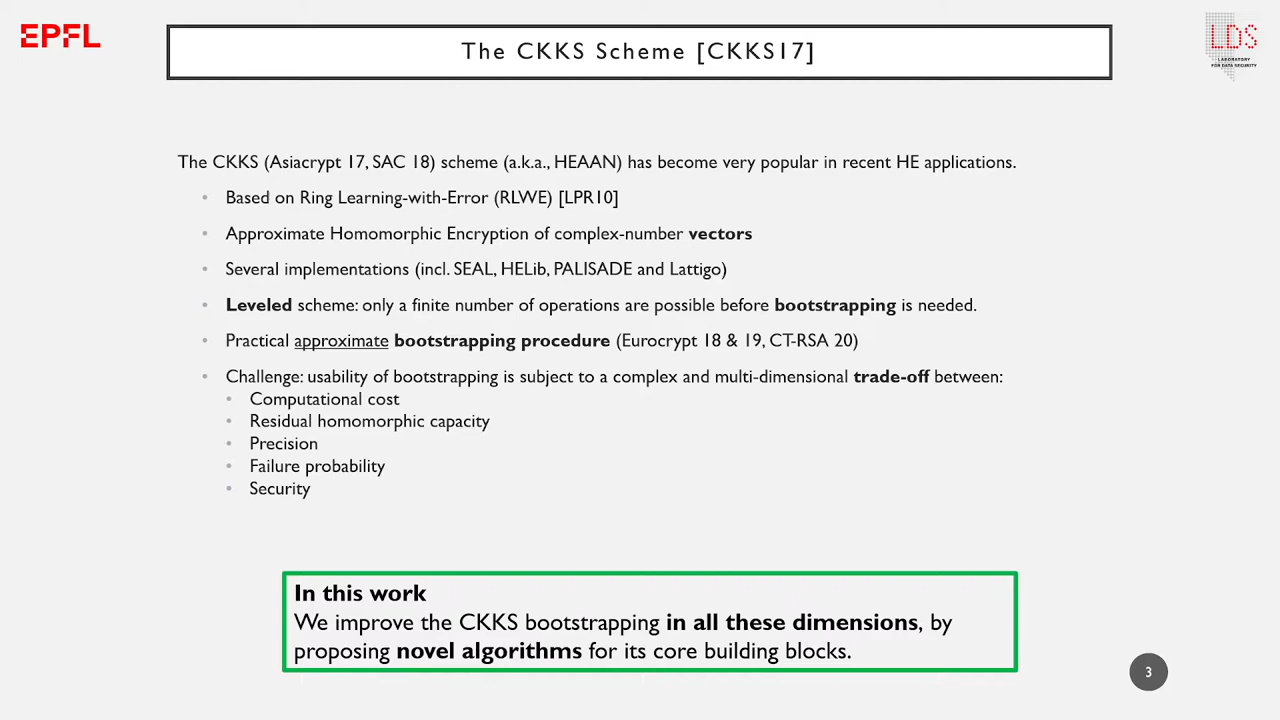 EPFL
The CKKS Scheme [CKKS17]
LDS
LABORATORY
FOR DATA SECURITY
The CKKS (Asiacrypt 17, SAC 18) scheme (a.k.a., HEAAN) has become very popular in recent HE applications.
• Based on Ring Learning-with-Error (RLWE) [LPR10]
• Approximate Homomorphic Encryption of complex-number vectors
• Several implementations (incl. SEAL, HELib, PALISADE and Lattigo)
• Leveled scheme: only a finite number of operations are possible before bootstrapping is needed.
• Practical approximate bootstrapping procedure (Eurocrypt 18 & 19, CT-RSA 20)
• Challenge: usability of bootstrapping is subject to a complex and multi-dimensional trade-off between:
• Computational cost
• Residual homomorphic capacity
• Precision
• Failure probability
• Security
In this work
We improve the CKKS bootstrapping in all these dimensions, by
proposing novel algorithms for its core building blocks.
3